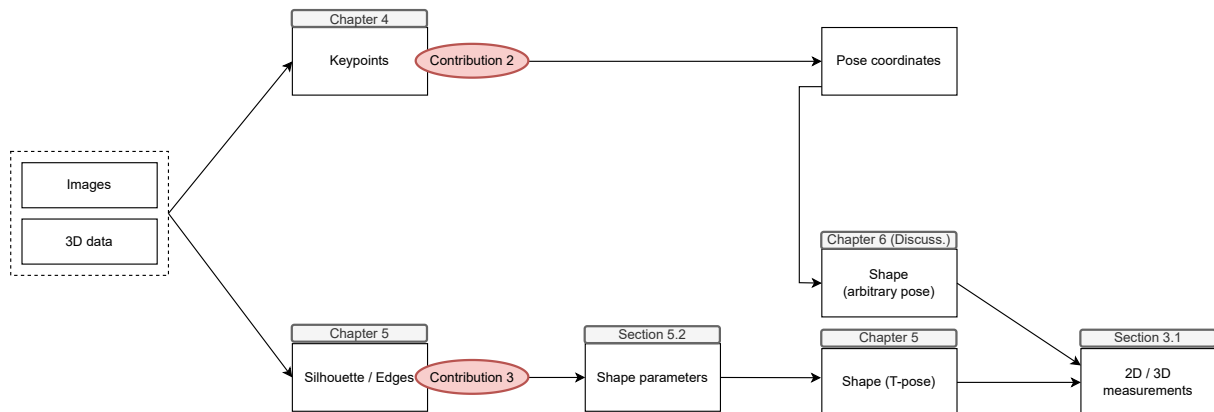 Chapter 4
Keypoints
Contribution 2
Pose coordinates
Images
3D data
Chapter 6 (Discuss.)
Shape
(arbitrary pose)
Chapter 5
Silhouette / Edges
Contribution 3
Section 5.2
Shape parameters
Chapter 5
Shape (T-pose)
Section 3.1
2D / 3D
measurements